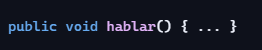 public void hablar() { ... }